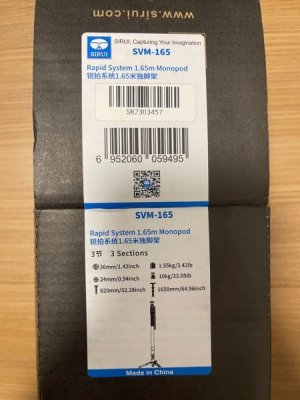 www.sirui.com
SIRUI
SIRUI, Capturing Your Imagination
SVM-165
Rapid System 1.65m Monopod
锐拍系统1.65米独脚架
SR2303457
6 952060 059495
SVM-165
Rapid System 1.65m Monopod
锐拍系统1.65米独脚架
3节 3 Sections
36mm/1.42inch 1.55kg/3.42lb
24mm/0.94inch 10kg/22.05lb
820mm/32.28inch 1650mm/64.96inch
Made in China